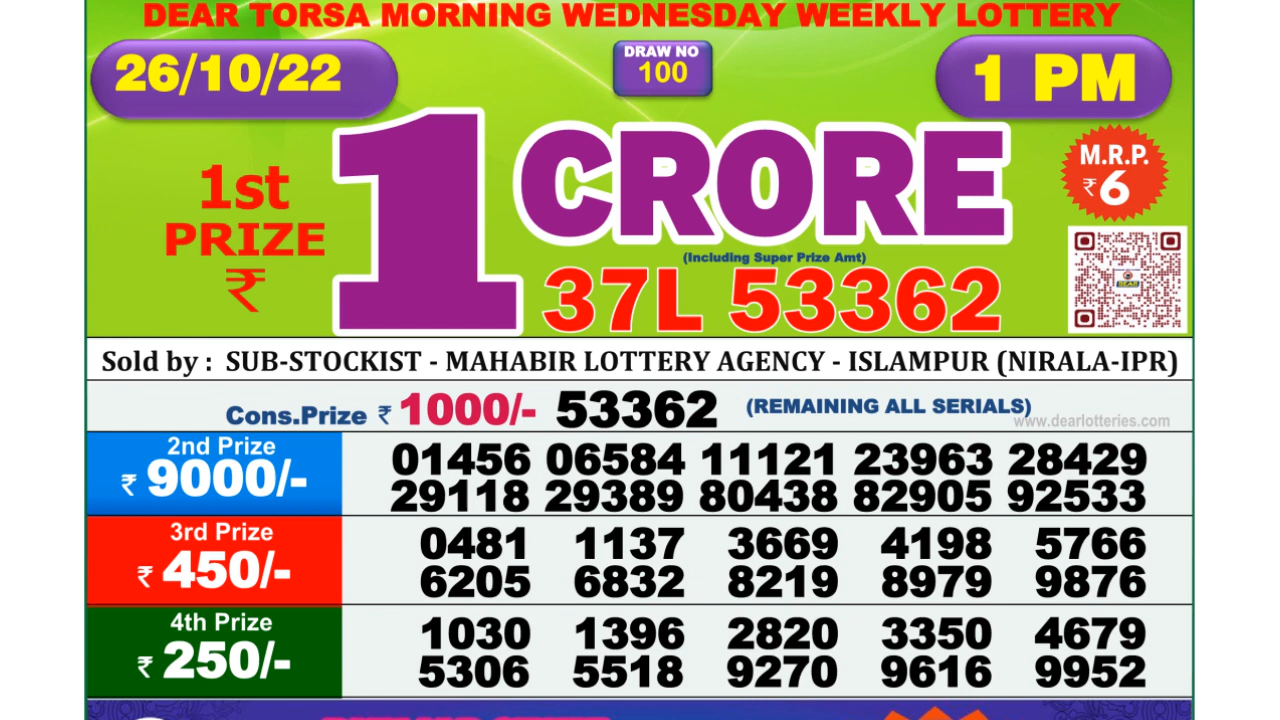 DEAR TORSA MORNING WEDNESDAY WEEKLY LOTTERY
26/10/22
DRAW NO
100
1 PM
1st
PRIZE
₹
1 CRORE
(Including Super Prize Amt)
37L 53362
M.R.P.
₹ 6
DEAR
Sold by : SUB-STOCKIST - MAHABIR LOTTERY AGENCY - ISLAMPUR (NIRALA-IPR)
Cons.Prize ₹ 1000/- 53362 (REMAINING ALL SERIALS)
www.dearlotteries.com
2nd Prize
₹ 9000/-
01456 06584 11121 23963 28429
29118 29389 80438 82905 92533
3rd Prize
₹ 450/-
0481 1137 3669 4198 5766
6205 6832 8219 8979 9876
4th Prize
₹ 250/-
1030 1396 2820 3350 4679
5306 5518 9270 9616 9952